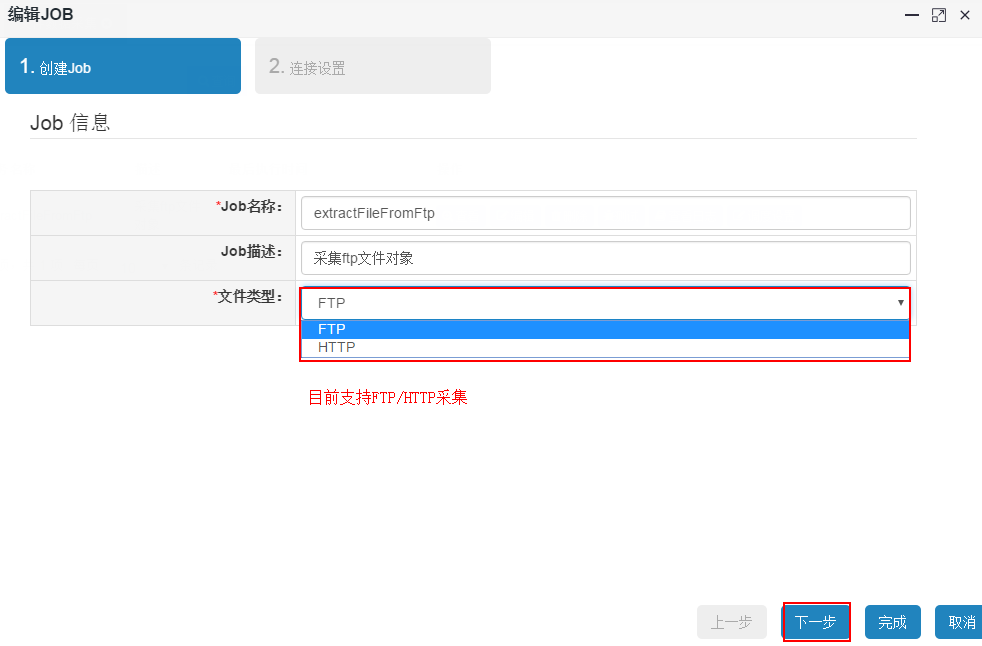 编辑JOB
1. 创建Job
2. 连接设置
Job 信息
*Job名称：
extractFileFromFtp
Job描述：
采集ftp文件对象
*文件类型：
FTP
FTP
HTTP
目前支持FTP/HTTP采集
上一步 下一步 完成 取消